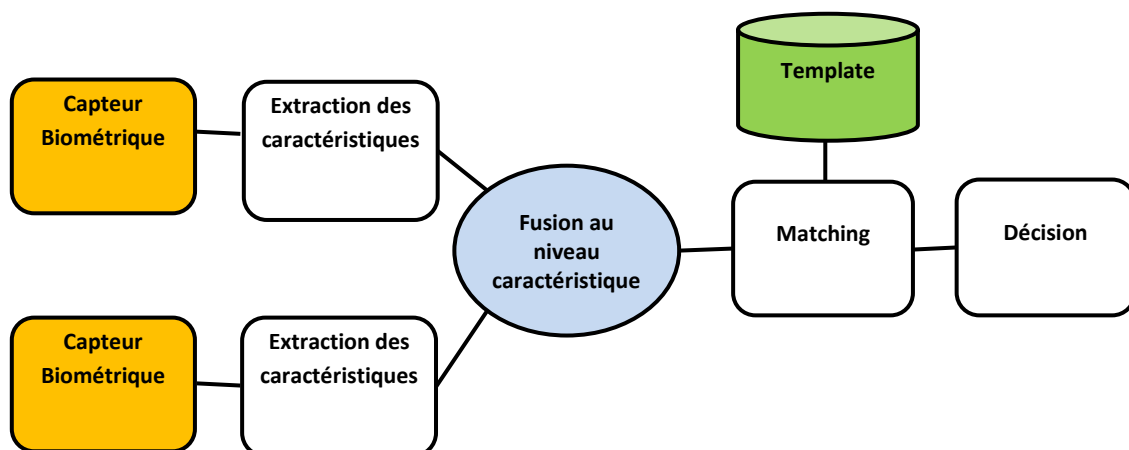 Template
Capteur
Biométrique
Extraction des
caractéristiques
Fusion au
niveau
caractéristique
Matching
Décision
Capteur
Biométrique
Extraction des
caractéristiques